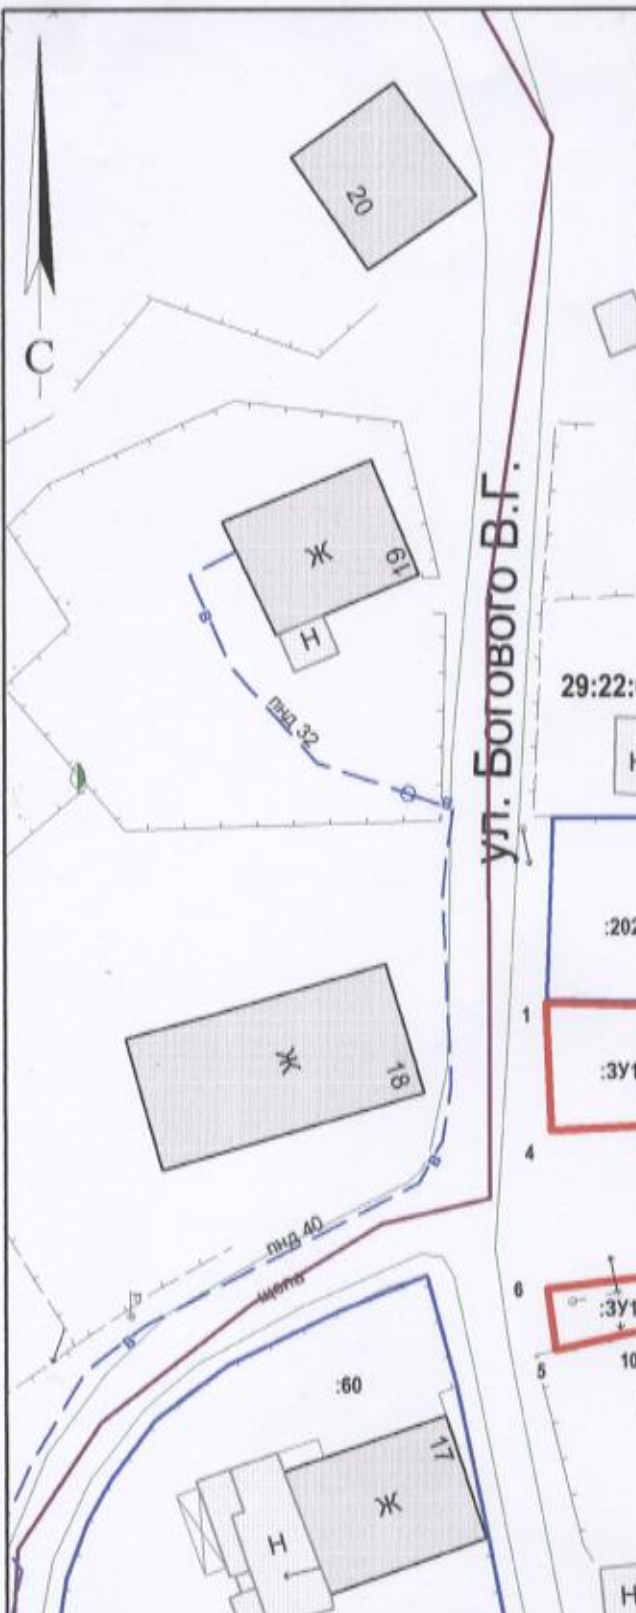 20
С
Ж
19
Н
пнд 32
ул. Богового В.Г.
29:22:
Н
:202
1
:ЗУ1
4
Ж
18
В
В
В
В
пнд 40
щепа
6
:ЗУ1
5
10
:60
17
Ж
Н
Н